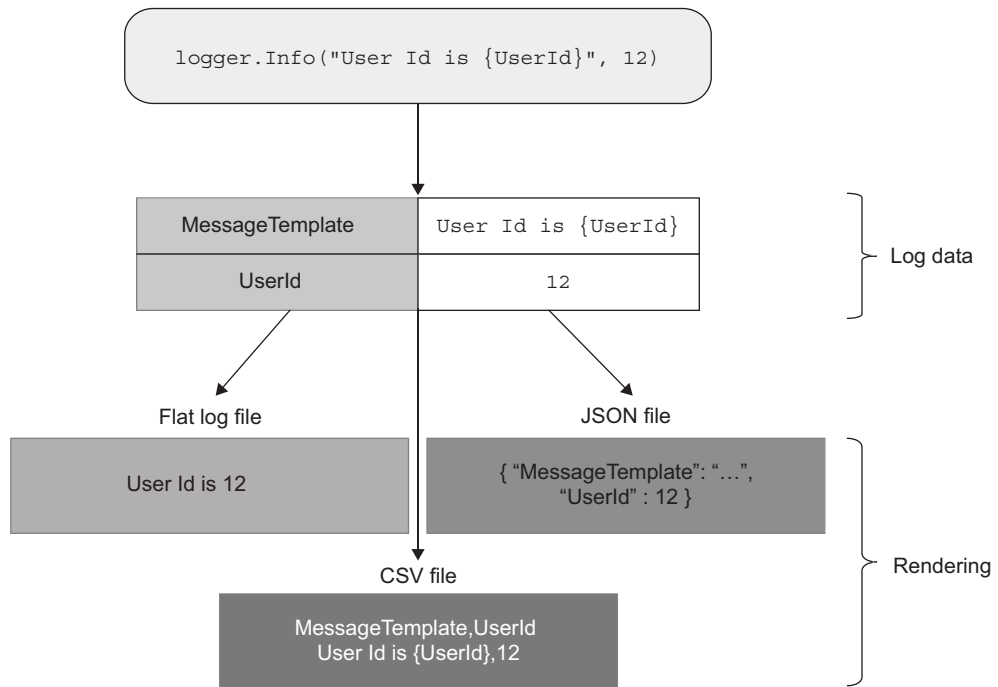 logger.Info("User Id is {UserId}", 12)
MessageTemplate
User Id is {UserId}
UserId
12
Log data
Flat log file
JSON file
User Id is 12
{ “MessageTemplate”: “…”,
“UserId” : 12 }
CSV file
Rendering
MessageTemplate,UserId
User Id is {UserId},12